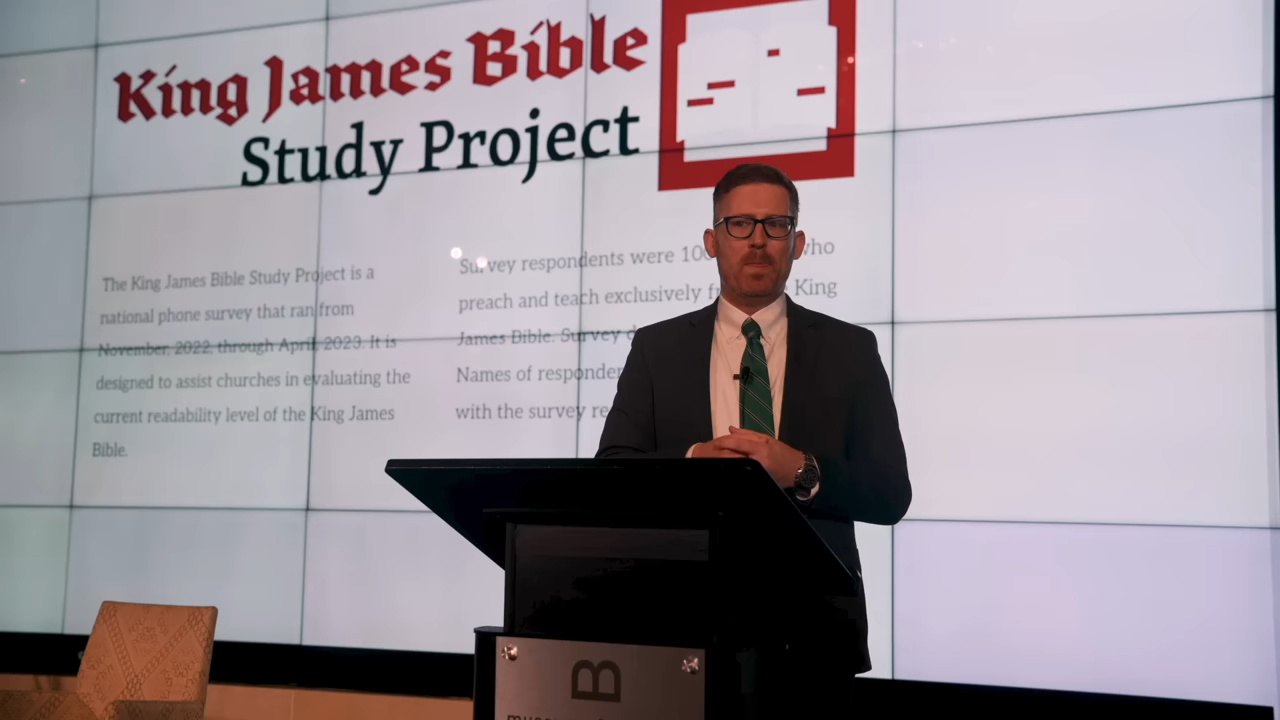 King James Bible
Study Project
The King James Bible Study Project is a
national phone survey that ran from
November, 2022, through April, 2023. It is
designed to assist churches in evaluating the
current readability level of the King James
Bible.
Survey respondents were 10 who
preach and teach exclusively King
James Bible. Survey
Names of
with the survey
B